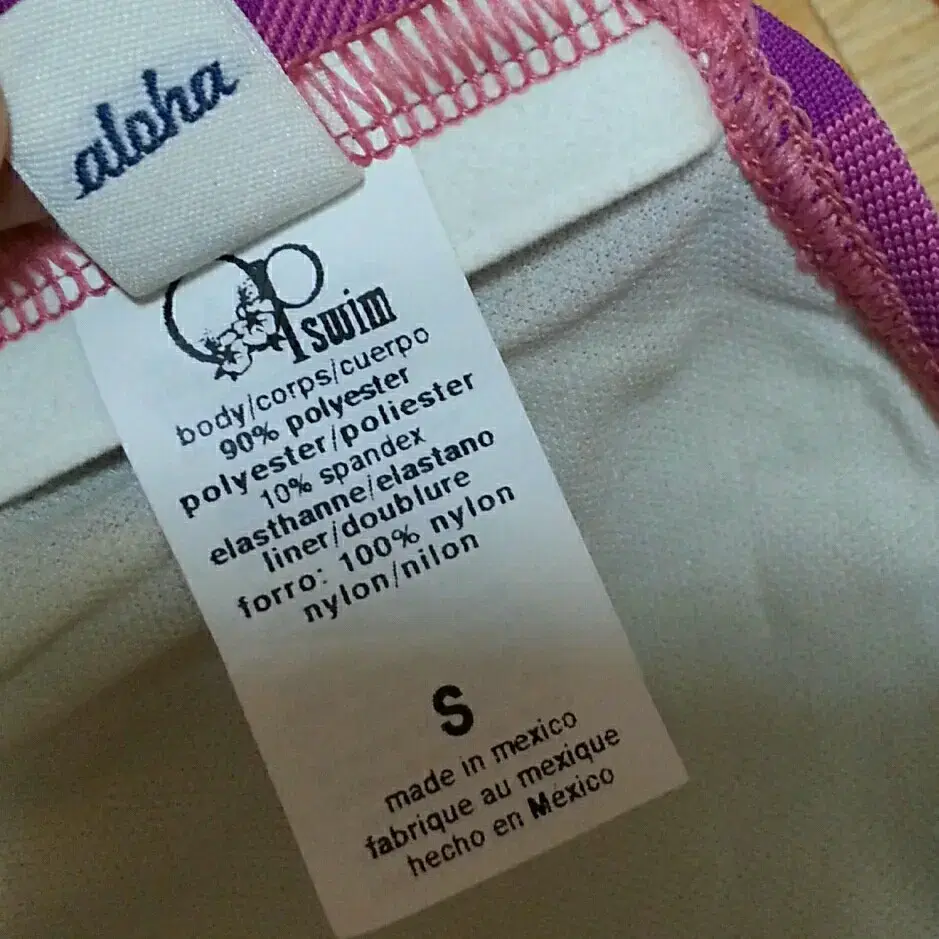 aloha
Op
swim
body/corps/cuerpo
90% polyester
polyester/poliester
10% spandex
elasthanne/elastano
liner/doublure
forro: 100% nylon
nylon/nilon
S
made in mexico
fabrique au mexique
hecho en México